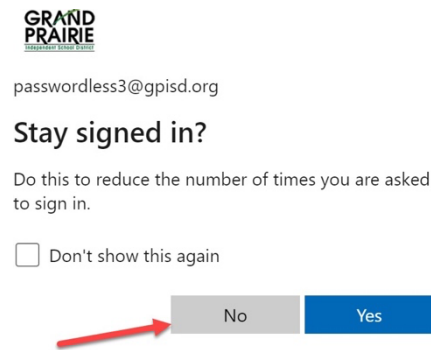 GRAND
PRAIRIE
Independent School District
passwordless3@gpisd.org
Stay signed in?
Do this to reduce the number of times you are asked
to sign in.
Don't show this again
No
Yes